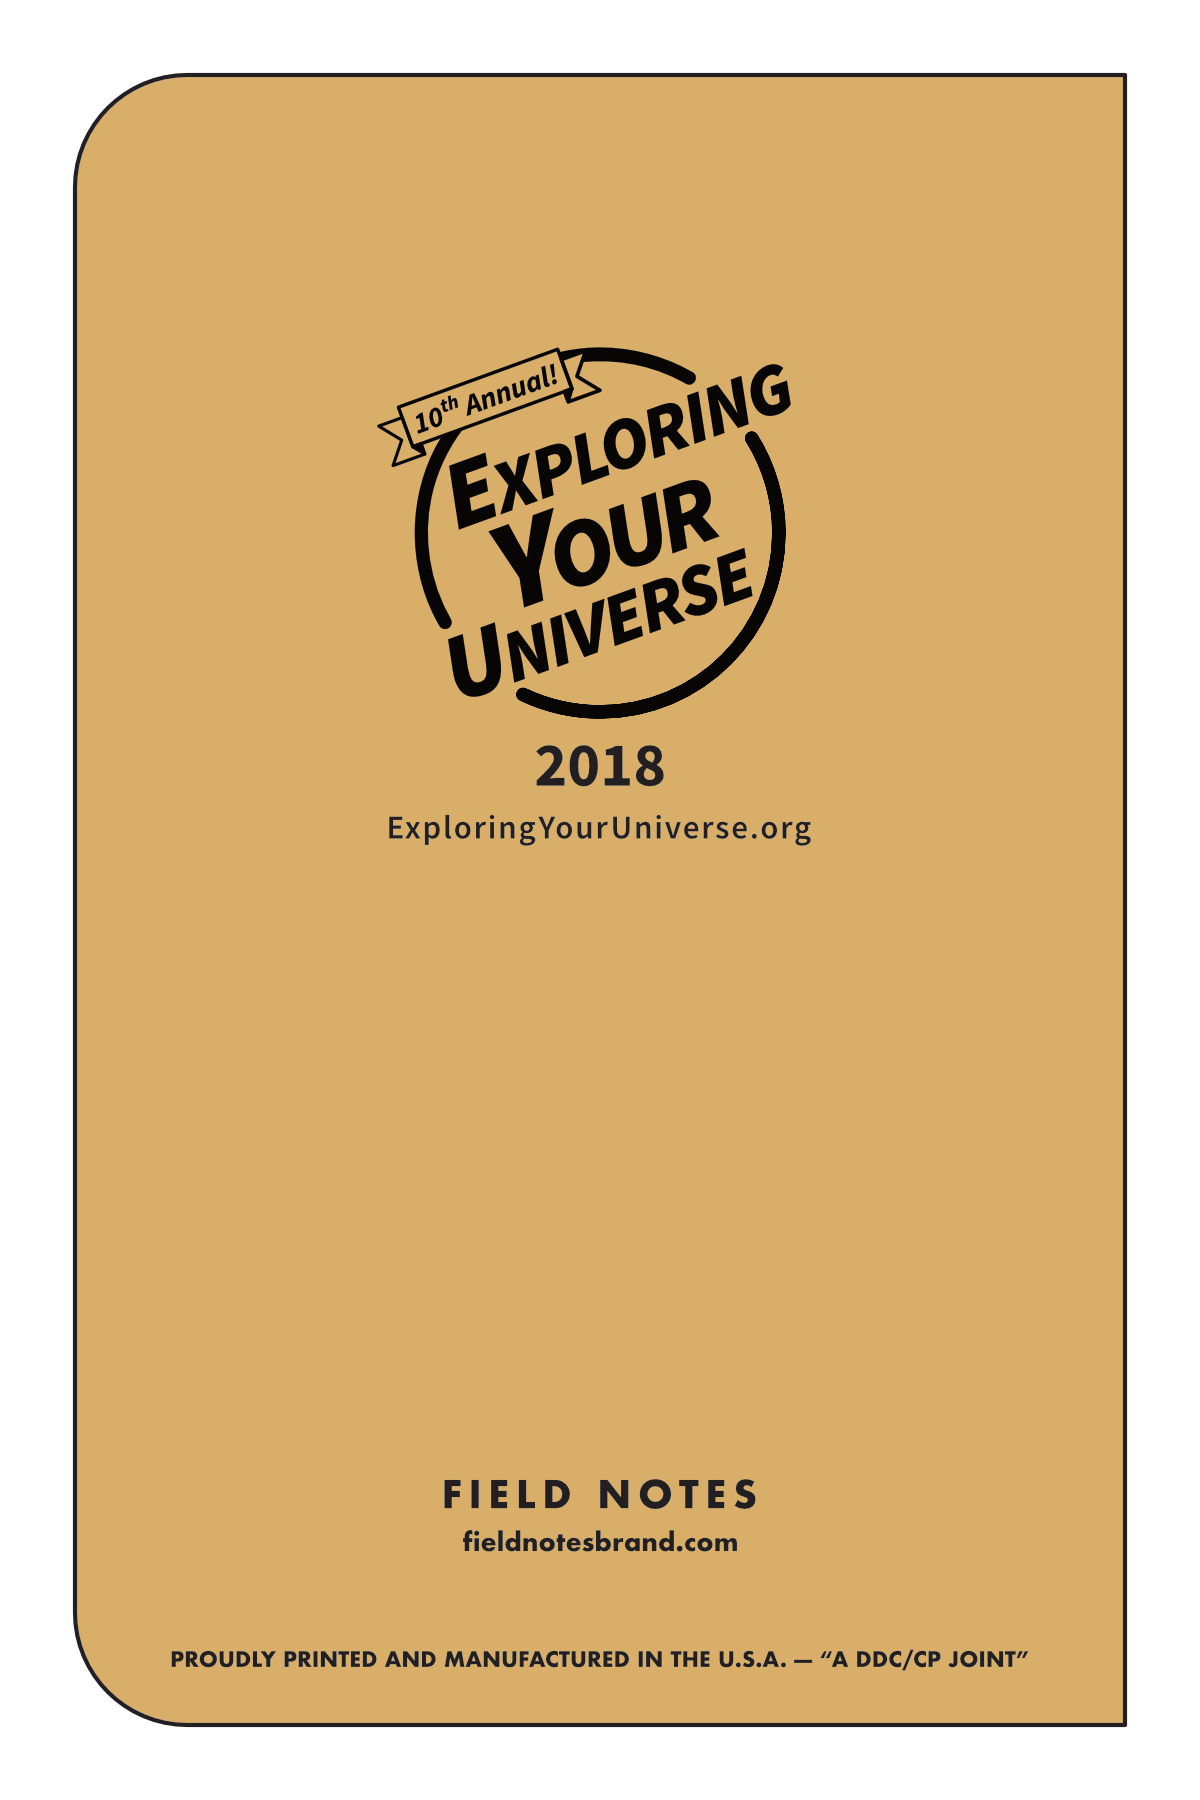 10th Annual!
EXPLORING
YOUR
UNIVERSE
2018
ExploringYourUniverse.org
FIELD NOTES
fieldnotesbrand.com
PROUDLY PRINTED AND MANUFACTURED IN THE U.S.A. — “A DDC/CP JOINT”